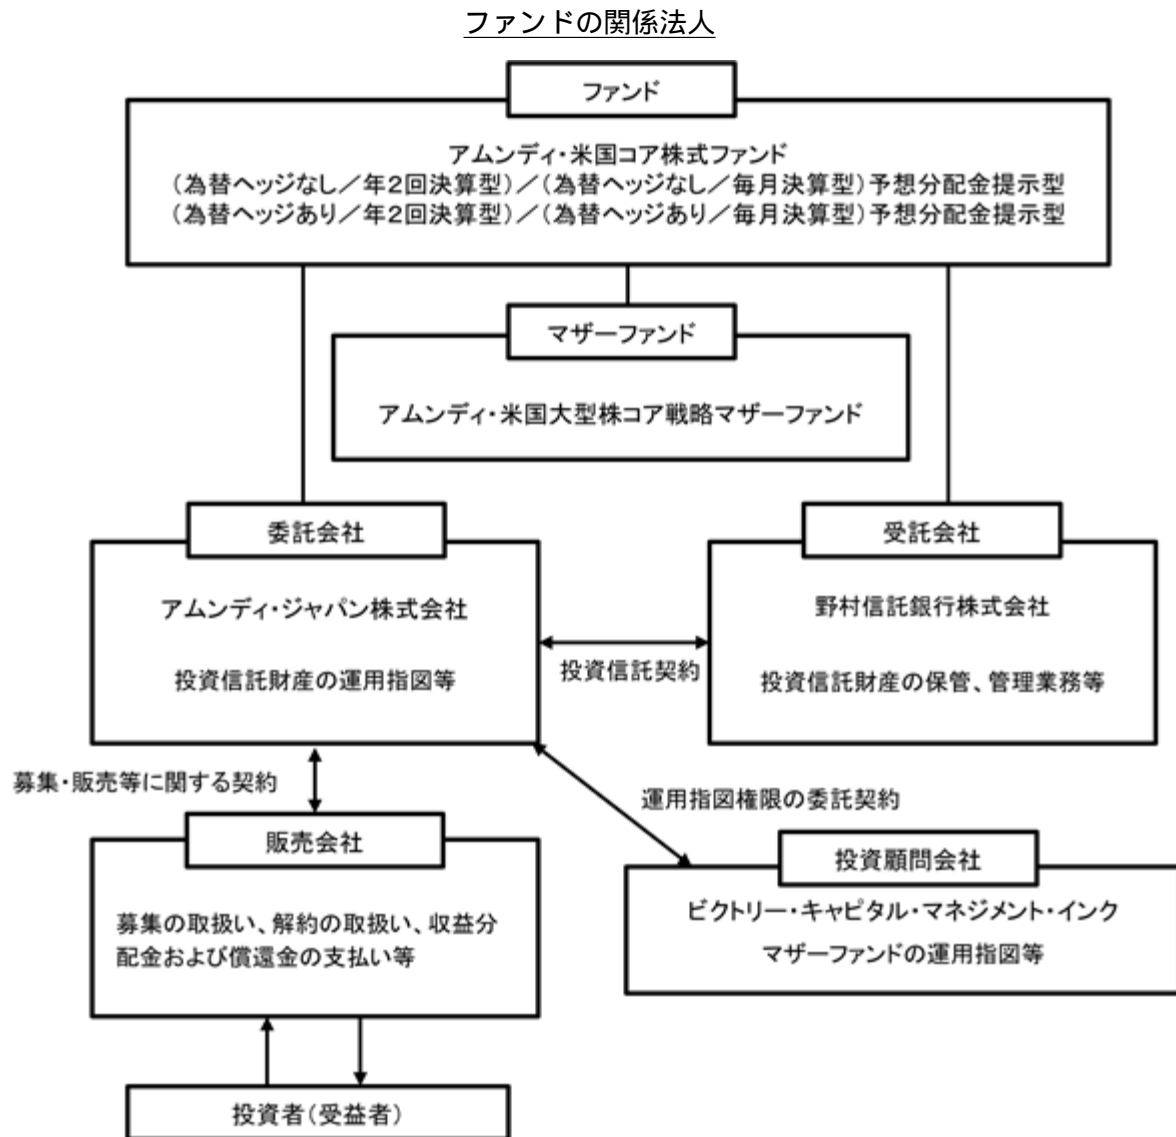 ファンドの関係法人
ファンド
アムンディ・米国コア株式ファンド
(為替ヘッジなし／年2回決算型)／(為替ヘッジなし／毎月決算型)予想分配金提示型
(為替ヘッジあり／年2回決算型)／(為替ヘッジあり／毎月決算型)予想分配金提示型
マザーファンド
アムンディ・米国大型株コア戦略マザーファンド
委託会社
アムンディ・ジャパン株式会社
投資信託財産の運用指図等
投資信託契約
受託会社
野村信託銀行株式会社
投資信託財産の保管、管理業務等
募集・販売等に関する契約
運用指図権限の委託契約
販売会社
募集の取扱い、解約の取扱い、収益分
配金および償還金の支払い等
投資顧問会社
ビクトリー・キャピタル・マネジメント・インク
マザーファンドの運用指図等
投資者(受益者)